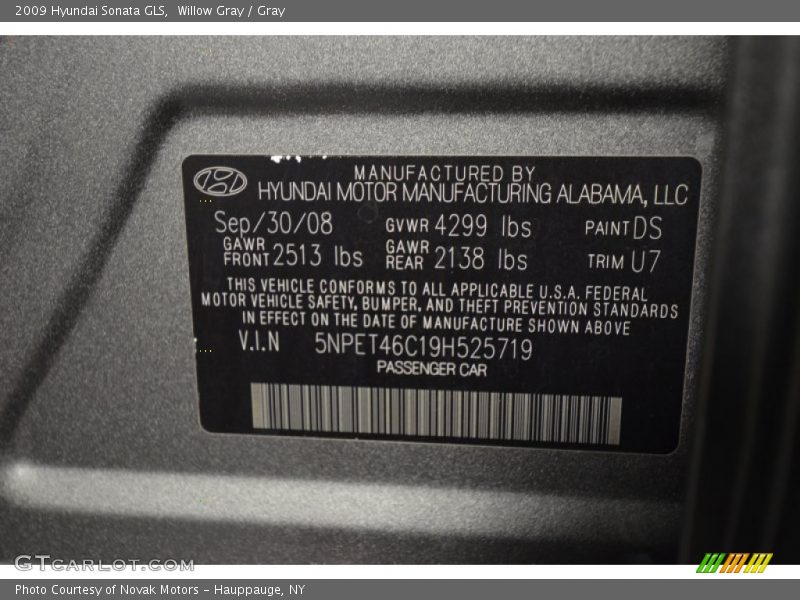 2009 Hyundai Sonata GLS, Willow Gray / Gray
MANUFACTURED BY
HYUNDAI MOTOR MANUFACTURING ALABAMA, LLC
Sep/30/08 GVWR 4299 lbs PAINT DS
GAWR FRONT 2513 lbs GAWR REAR 2138 lbs TRIM U7
THIS VEHICLE CONFORMS TO ALL APPLICABLE U.S.A. FEDERAL
MOTOR VEHICLE SAFETY, BUMPER, AND THEFT PREVENTION STANDARDS
IN EFFECT ON THE DATE OF MANUFACTURE SHOWN ABOVE
V.I.N 5NPET46C19H525719
PASSENGER CAR
GTCARLOT.COM
Photo Courtesy of Novak Motors - Hauppauge, NY